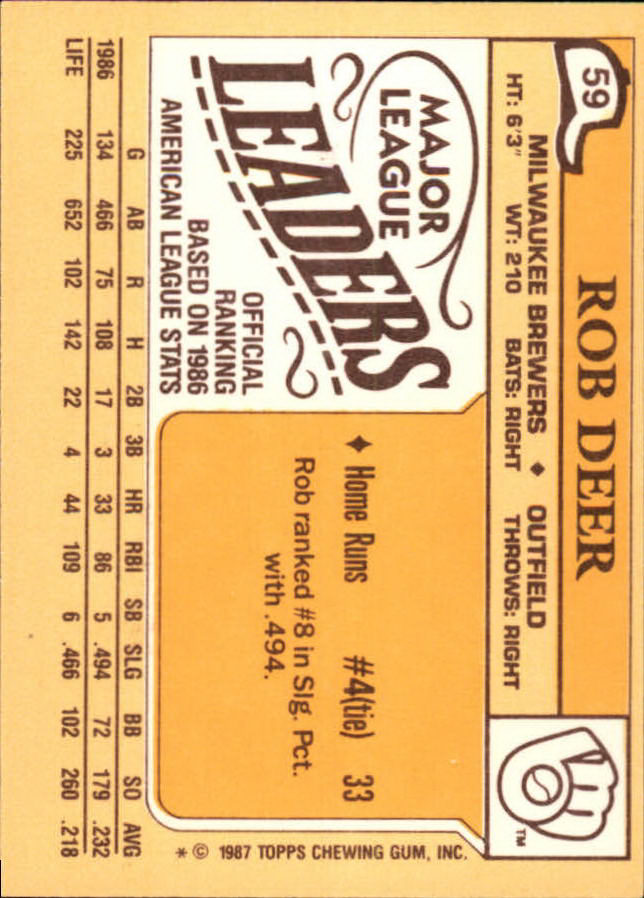 59
ROB DEER
MILWAUKEE BREWERS ♦ OUTFIELD
HT: 6'3" WT: 210 BATS: RIGHT THROWS: RIGHT
TM
MAJOR
LEAGUE
LEADERS
OFFICIAL
RANKING
BASED ON 1986
AMERICAN LEAGUE STATS
✦ Home Runs #4(tie) 33
Rob ranked #8 in Slg. Pct.
with .494.
* © 1987 TOPPS CHEWING GUM, INC.
G AB R H 2B 3B HR RBI SB SLG BB SO AVG
1986 134 466 75 108 17 3 33 86 5 .494 72 179 .232
LIFE 225 652 102 142 22 4 44 109 6 .466 102 260 .218